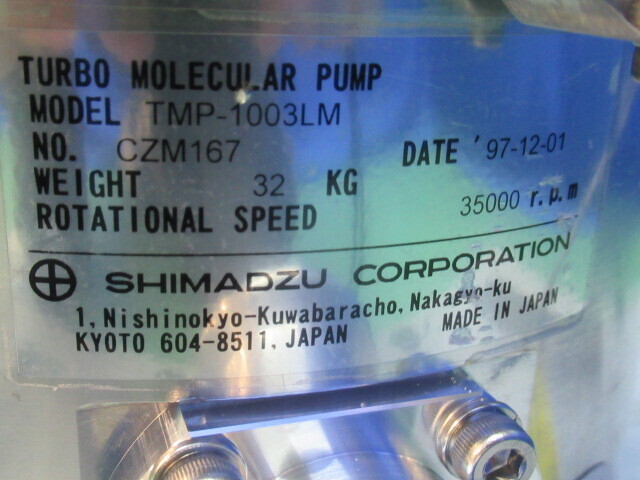 TURBO MOLECULAR PUMP
MODEL TMP-1003LM
NO. CZM167 DATE '97-12-01
WEIGHT 32 KG
ROTATIONAL SPEED 35000 r.p.m
SHIMADZU CORPORATION
1, Nishinokyo-Kuwabaracho, Nakagyo-ku
KYOTO 604-8511, JAPAN MADE IN JAPAN